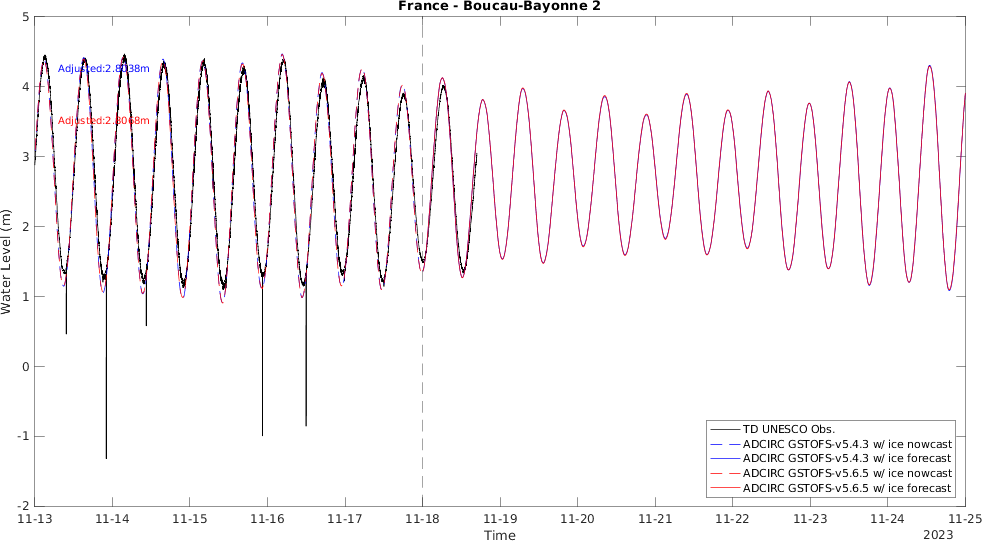 France - Boucau-Bayonne 2
5
4
3
2
1
0
-1
-2
Water Level (m)
Adjusted:2.8038m
Adjusted:2.8068m
TD UNESCO Obs.
ADCIRC GSTOFS-v5.4.3 w/ ice nowcast
ADCIRC GSTOFS-v5.4.3 w/ ice forecast
ADCIRC GSTOFS-v5.6.5 w/ ice nowcast
ADCIRC GSTOFS-v5.6.5 w/ ice forecast
11-13 11-14 11-15 11-16 11-17 11-18 11-19 11-20 11-21 11-22 11-23 11-24 11-25
Time
2023